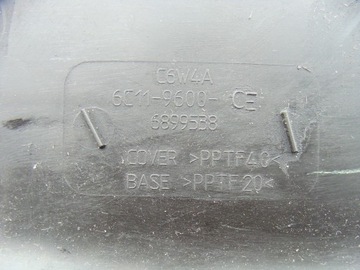 C6W4A
6C11-9600- CE
6899538
COVER >PPTF40<
BASE >PPTF20<